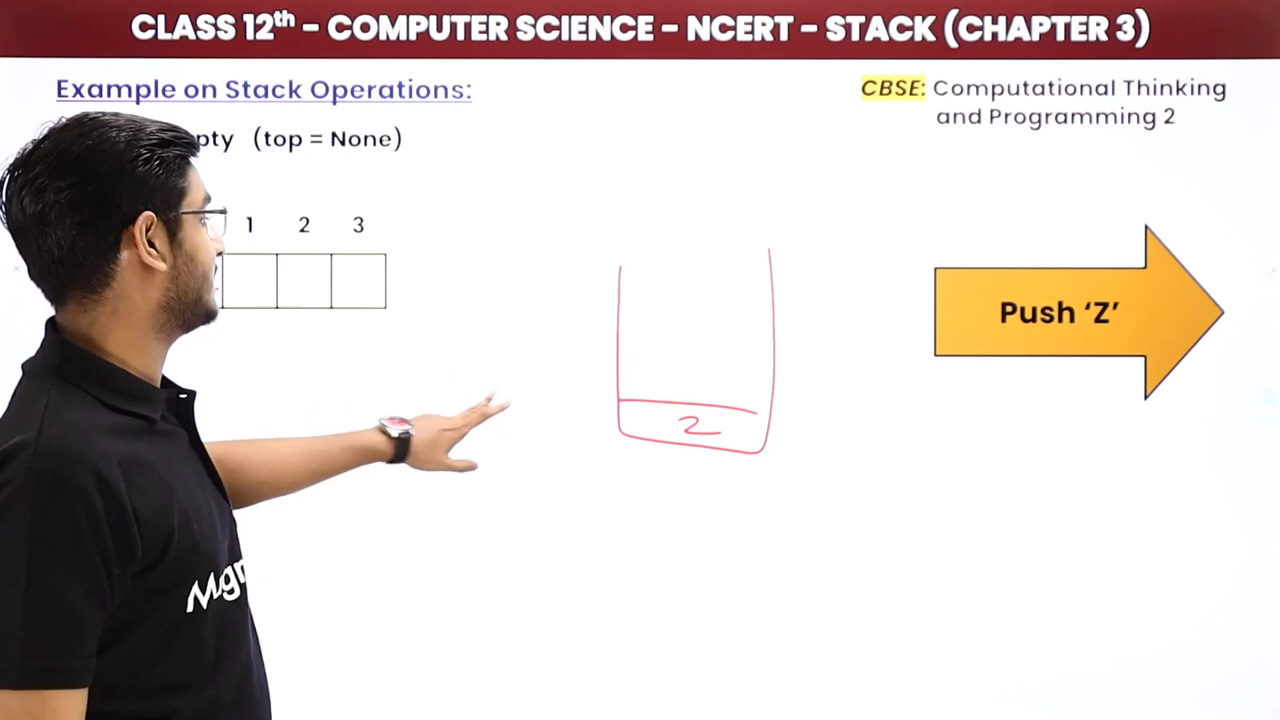 CLASS 12th - COMPUTER SCIENCE - NCERT - STACK (CHAPTER 3)
Example on Stack Operations:
CBSE: Computational Thinking
and Programming 2
pty (top = None)
1 2 3
Push ‘Z’
2